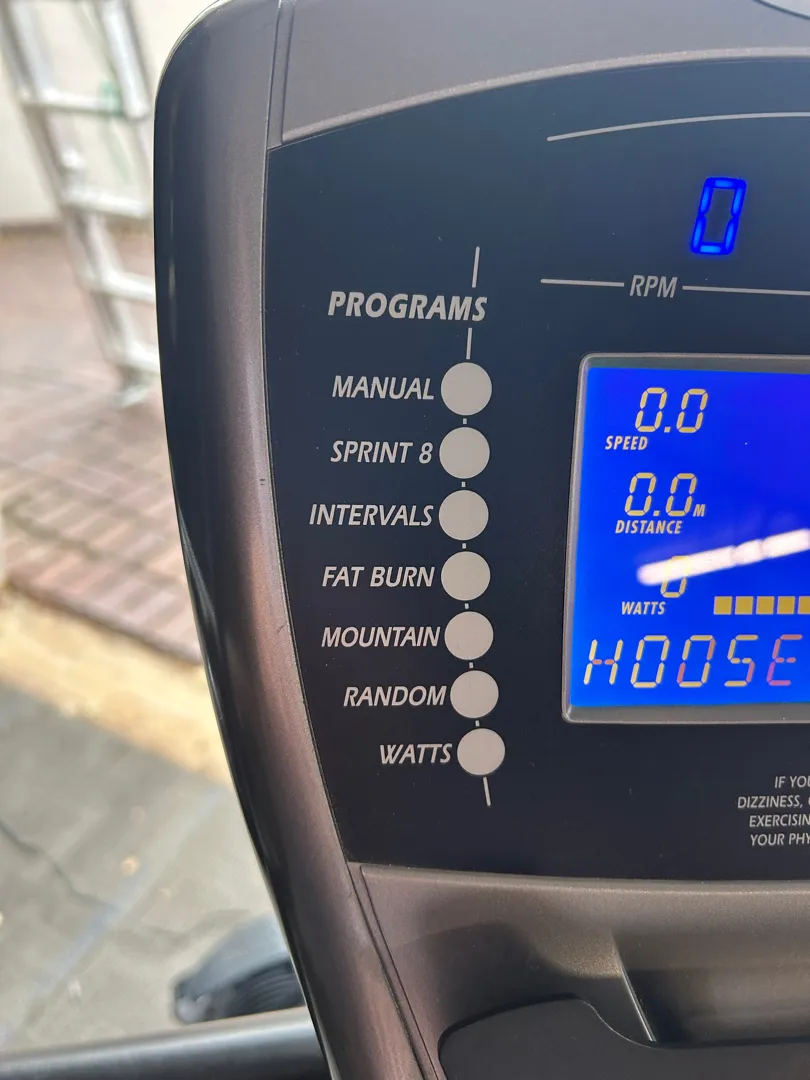 0
RPM
PROGRAMS
MANUAL
SPRINT 8
INTERVALS
FAT BURN
MOUNTAIN
RANDOM
WATTS
0.0
SPEED
0.0 M
DISTANCE
0
WATTS
HOOSE
IF YOU
DIZZINESS,
EXERCISIN
YOUR PHY